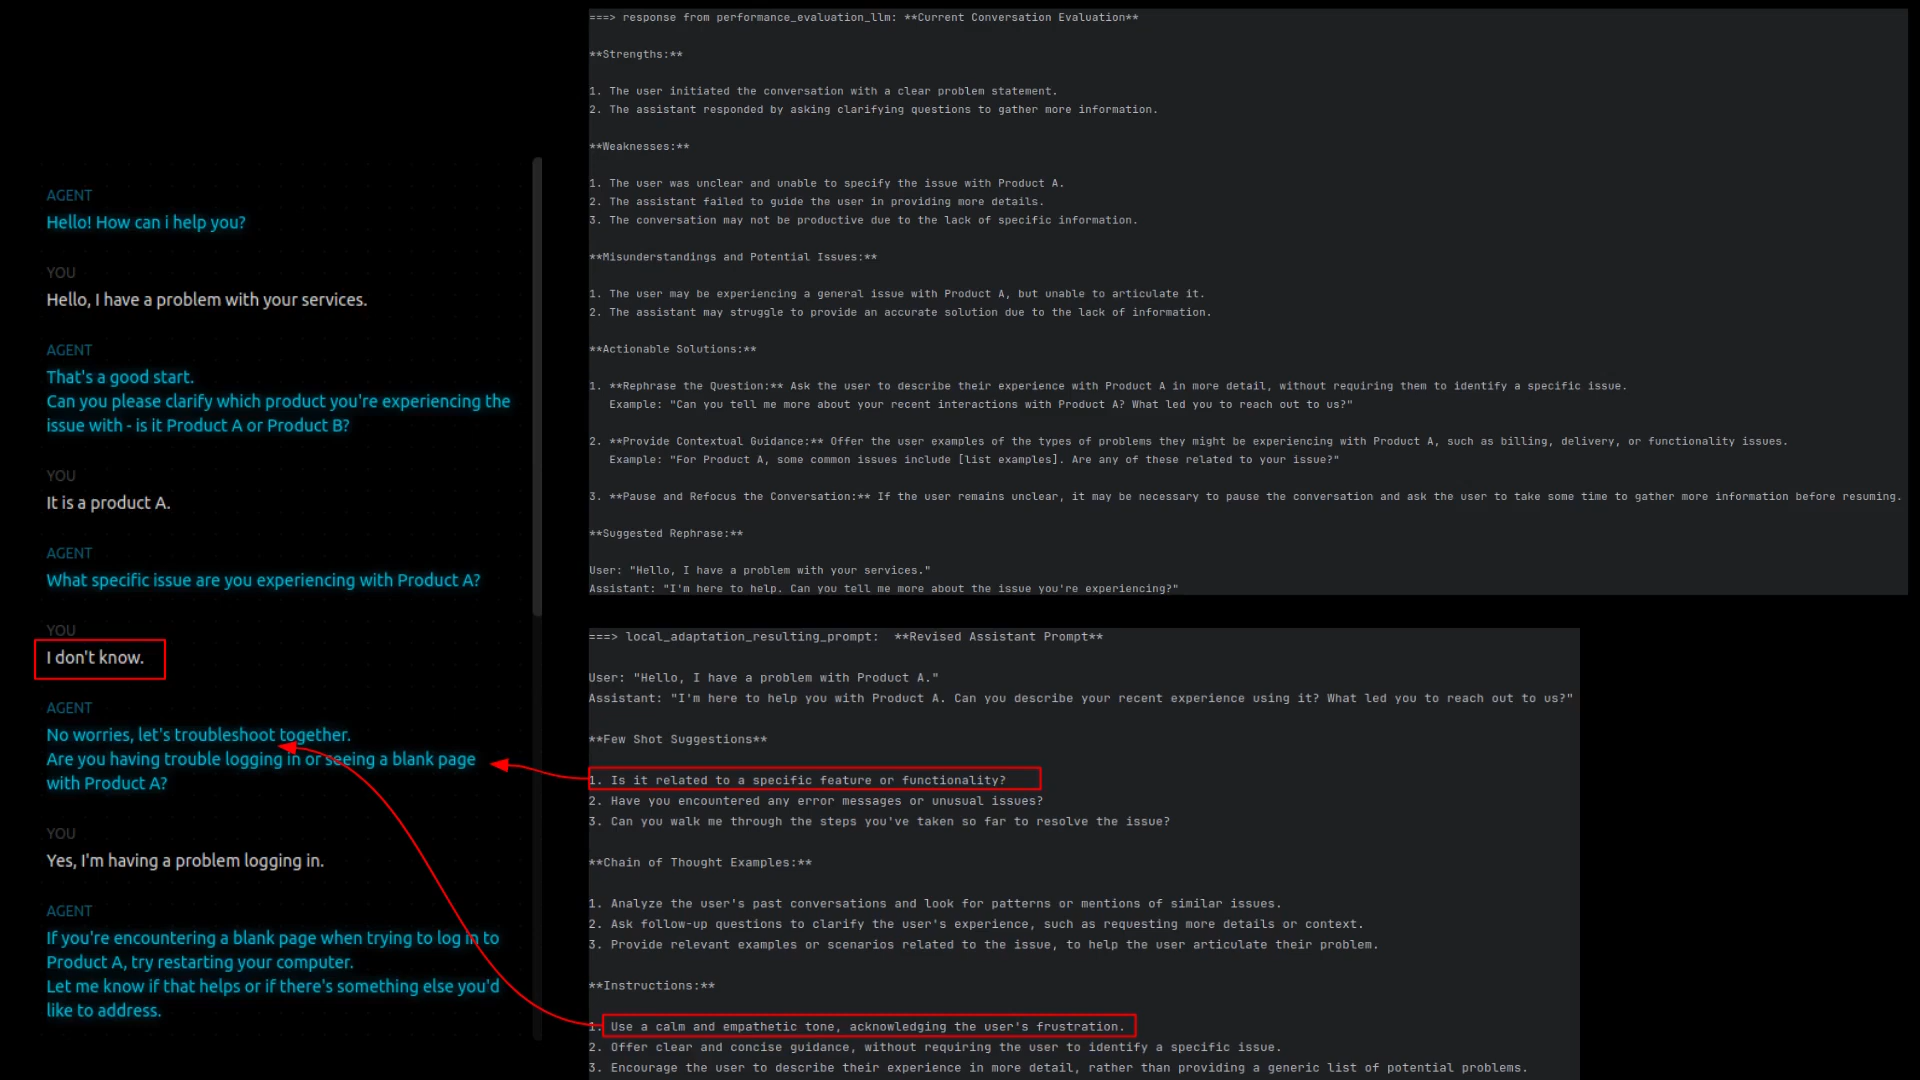 AGENT
Hello! How can i help you?
YOU
Hello, I have a problem with your services.
AGENT
That's a good start.
Can you please clarify which product you're experiencing the
issue with - is it Product A or Product B?
YOU
It is a product A.
AGENT
What specific issue are you experiencing with Product A?
YOU
I don't know.
AGENT
No worries, let's troubleshoot together.
Are you having trouble logging in or seeing a blank page
with Product A?
YOU
Yes, I'm having a problem logging in.
AGENT
If you're encountering a blank page when trying to log in to
Product A, try restarting your computer.
Let me know if that helps or if there's something else you'd
like to address.
===> response from performance_evaluation_llm: **Current Conversation Evaluation**
**Strengths:**
1. The user initiated the conversation with a clear problem statement.
2. The assistant responded by asking clarifying questions to gather more information.
**Weaknesses:**
1. The user was unclear and unable to specify the issue with Product A.
2. The assistant failed to guide the user in providing more details.
3. The conversation may not be productive due to the lack of specific information.
**Misunderstandings and Potential Issues:**
1. The user may be experiencing a general issue with Product A, but unable to articulate it.
2. The assistant may struggle to provide an accurate solution due to the lack of information.
**Actionable Solutions:**
1. **Rephrase the Question:** Ask the user to describe their experience with Product A in more detail, without requiring them to identify a specific issue.
Example: "Can you tell me more about your recent interactions with Product A? What led you to reach out to us?"
2. **Provide Contextual Guidance:** Offer the user examples of the types of problems they might be experiencing with Product A, such as billing, delivery, or functionality issues.
Example: "For Product A, some common issues include [list examples]. Are any of these related to your issue?"
3. **Pause and Refocus the Conversation:** If the user remains unclear, it may be necessary to pause the conversation and ask the user to take some time to gather more information before resuming.
**Suggested Rephrase:**
User: "Hello, I have a problem with your services."
Assistant: "I'm here to help. Can you tell me more about the issue you're experiencing?"
===> local_adaptation_resulting_prompt:  **Revised Assistant Prompt**
User: "Hello, I have a problem with Product A."
Assistant: "I'm here to help you with Product A. Can you describe your recent experience using it? What led you to reach out to us?"
**Few Shot Suggestions**
1. Is it related to a specific feature or functionality?
2. Have you encountered any error messages or unusual issues?
3. Can you walk me through the steps you've taken so far to resolve the issue?
**Chain of Thought Examples:**
1. Analyze the user's past conversations and look for patterns or mentions of similar issues.
2. Ask follow-up questions to clarify the user's experience, such as requesting more details or context.
3. Provide relevant examples or scenarios related to the issue, to help the user articulate their problem.
**Instructions:**
1. Use a calm and empathetic tone, acknowledging the user's frustration.
2. Offer clear and concise guidance, without requiring the user to identify a specific issue.
3. Encourage the user to describe their experience in more detail, rather than providing a generic list of potential problems.